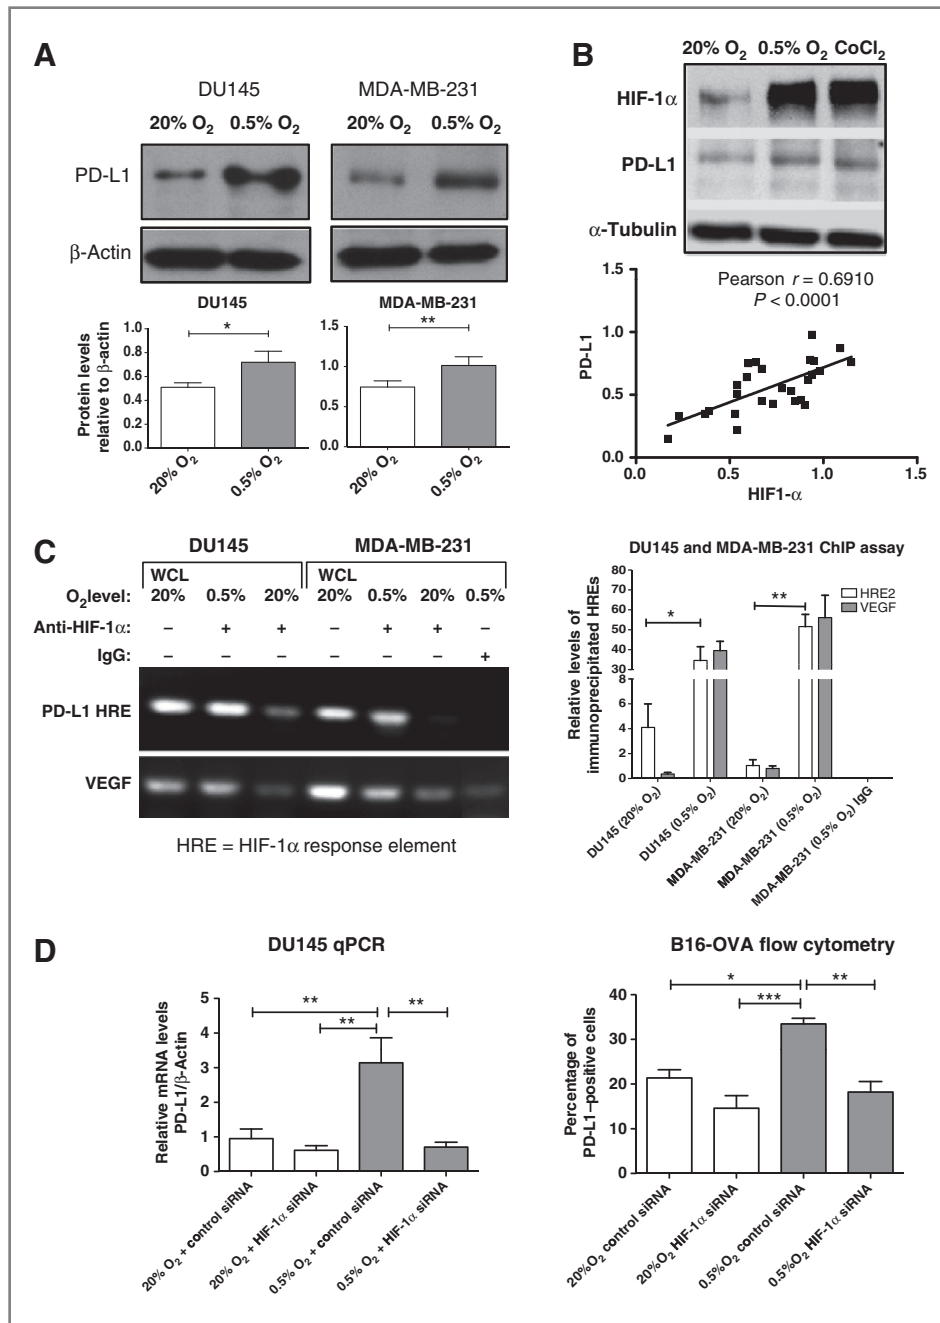 A
DU145 MDA-MB-231
20% O2 0.5% O2 20% O2 0.5% O2
PD-L1
β-Actin
DU145
Protein levels
relative to β-actin
1.0
0.8
0.6
0.4
0.2
0.0
*
20% O2 0.5% O2
MDA-MB-231
1.5
1.0
0.5
0.0
**
20% O2 0.5% O2
B
20% O2 0.5% O2 CoCl2
HIF-1α
PD-L1
α-Tubulin
Pearson r = 0.6910
P < 0.0001
PD-L1
1.5
1.0
0.5
0.0
0.0 0.5 1.0 1.5
HIF1-α
C
DU145 MDA-MB-231
WCL WCL
O2level: 20% 0.5% 20% 20% 0.5% 20% 0.5%
Anti-HIF-1α: – + + – + + –
IgG: – – – – – – +
PD-L1 HRE
VEGF
HRE = HIF-1α response element
DU145 and MDA-MB-231 ChIP assay
Relative levels of
immunoprecipitated HREs
80
70
60
50
40
30
8
6
4
2
0
HRE2
VEGF
* **
DU145 (20% O2)
DU145 (0.5% O2)
MDA-MB-231 (20% O2)
MDA-MB-231 (0.5% O2)
MDA-MB-231 (0.5% O2) IgG
D
DU145 qPCR
Relative mRNA levels
PD-L1/β-Actin
5
4
3
2
1
0
** **
**
20% O2 + control siRNA
20% O2 + HIF-1α siRNA
0.5% O2 + control siRNA
0.5% O2 + HIF-1α siRNA
B16-OVA flow cytometry
Percentage of
PD-L1–positive cells
40
30
20
10
0
* **
***
20%O2 control siRNA
20%O2 HIF-1α siRNA
0.5%O2 control siRNA
0.5%O2 HIF-1α siRNA